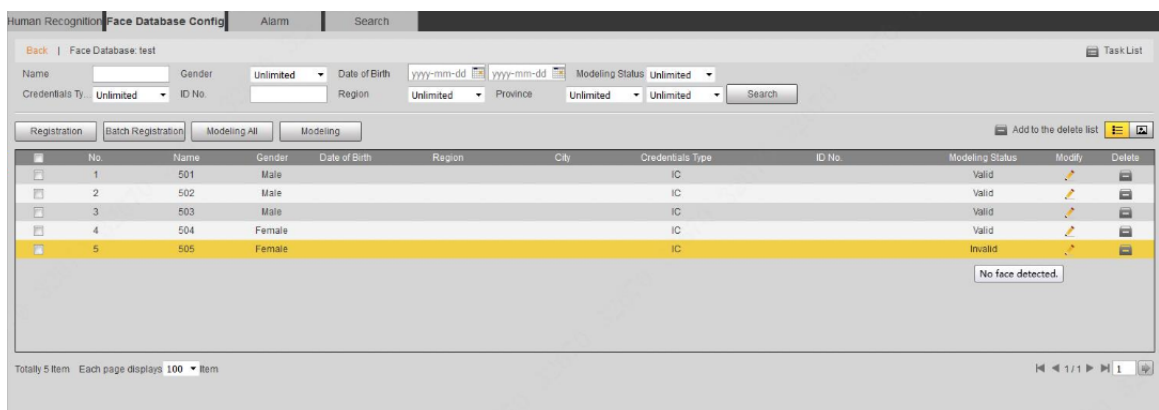 Human Recognition Face Database Config Alarm Search
Back | Face Database: test Task List
Name Gender Unlimited Date of Birth yyyy-mm-dd yyyy-mm-dd Modeling Status Unlimited
Credentials Ty... Unlimited ID No. Region Unlimited Province Unlimited Unlimited Search
Registration Batch Registration Modeling All Modeling Add to the delete list
No. Name Gender Date of Birth Region City Credentials Type ID No. Modeling Status Modify Delete
1 501 Male IC Valid
2 502 Male IC Valid
3 503 Male IC Valid
4 504 Female IC Valid
5 505 Female IC Invalid
No face detected.
Totally 5 Item Each page displays 100 Item 1/1 1